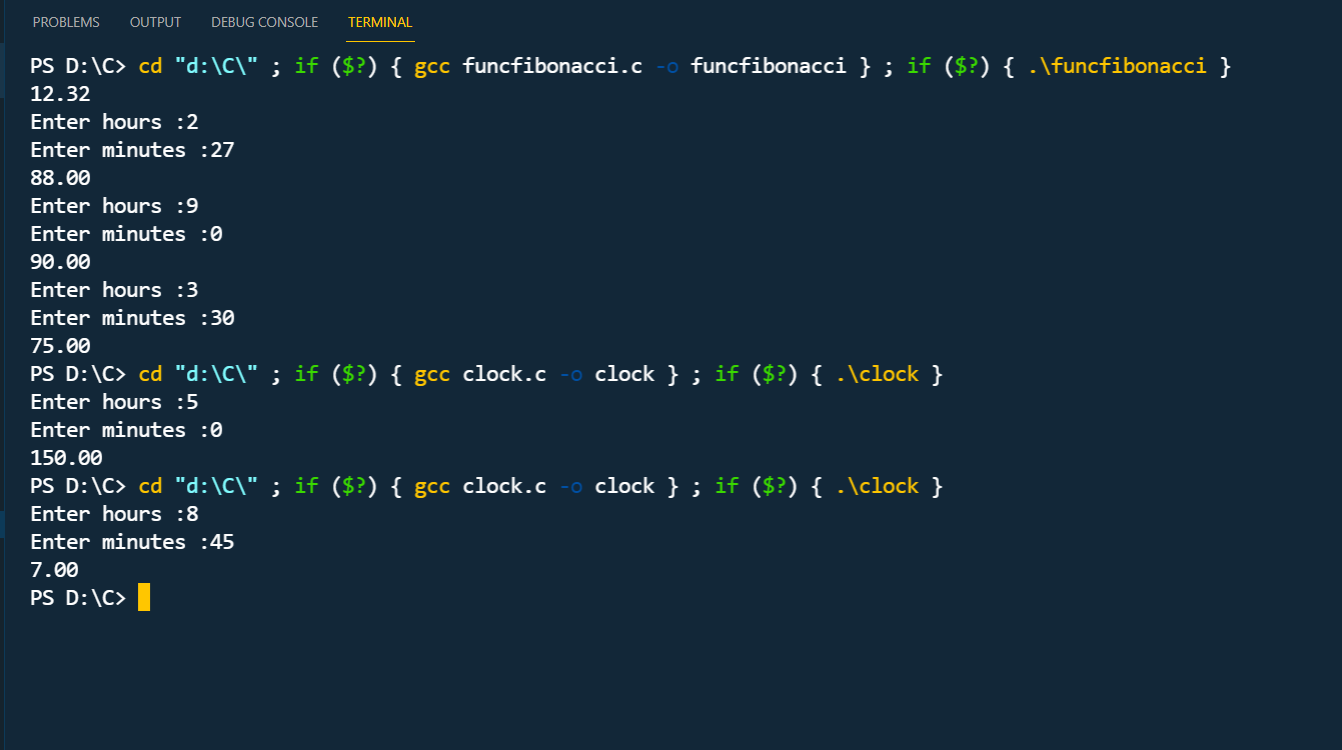 PROBLEMS OUTPUT DEBUG CONSOLE TERMINAL
PS D:\C> cd "d:\C\" ; if ($?) { gcc funcfibonacci.c -o funcfibonacci } ; if ($?) { .\funcfibonacci }
12.32
Enter hours :2
Enter minutes :27
88.00
Enter hours :9
Enter minutes :0
90.00
Enter hours :3
Enter minutes :30
75.00
PS D:\C> cd "d:\C\" ; if ($?) { gcc clock.c -o clock } ; if ($?) { .\clock }
Enter hours :5
Enter minutes :0
150.00
PS D:\C> cd "d:\C\" ; if ($?) { gcc clock.c -o clock } ; if ($?) { .\clock }
Enter hours :8
Enter minutes :45
7.00
PS D:\C>